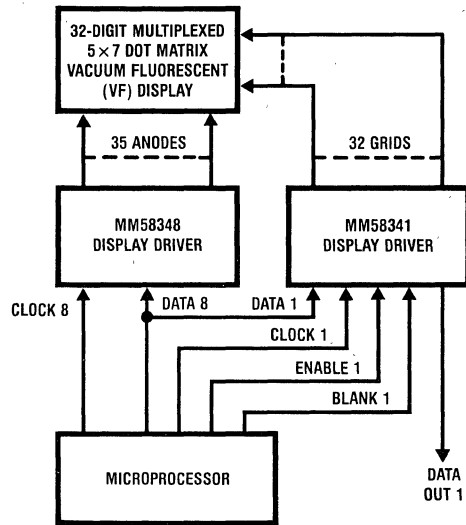 32-DIGIT MULTIPLEXED
5 × 7 DOT MATRIX
VACUUM FLUORESCENT
(VF) DISPLAY
35 ANODES
32 GRIDS
MM58348
DISPLAY DRIVER
MM58341
DISPLAY DRIVER
CLOCK 8
DATA 8
DATA 1
CLOCK 1
ENABLE 1
BLANK 1
MICROPROCESSOR
DATA
OUT 1